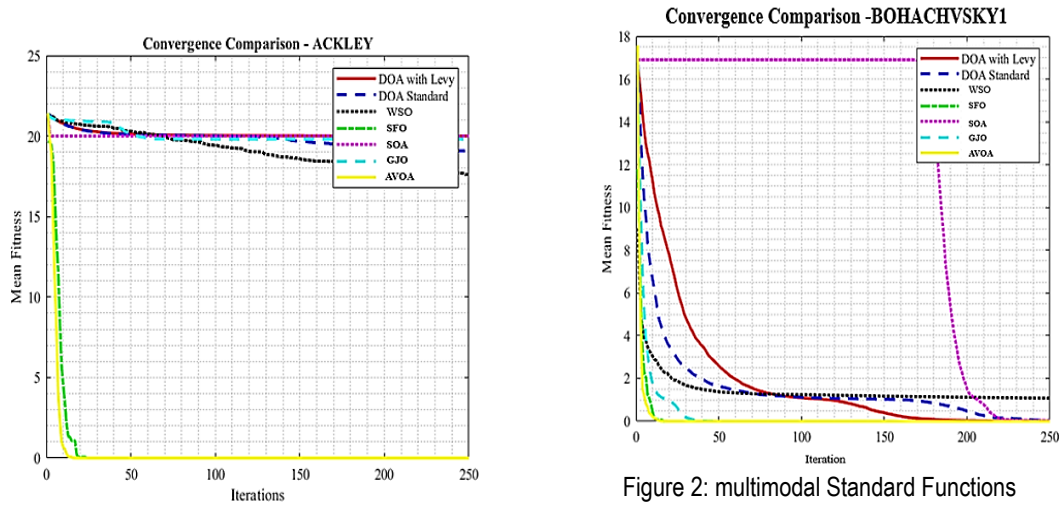 Convergence Comparison - ACKLEY
25
20
15
10
5
0
Mean Fitness
0 50 100 150 200 250
Iterations
DOA with Levy
DOA Standard
WSO
SFO
SOA
GJO
AVOA
Convergence Comparison -BOHACHVSKY1
18
16
14
12
10
8
6
4
2
0
Mean Fitness
0 50 100 150 200 250
Iteration
DOA with Levy
DOA Standard
WSO
SFO
SOA
GJO
AVOA
Figure 2: multimodal Standard Functions